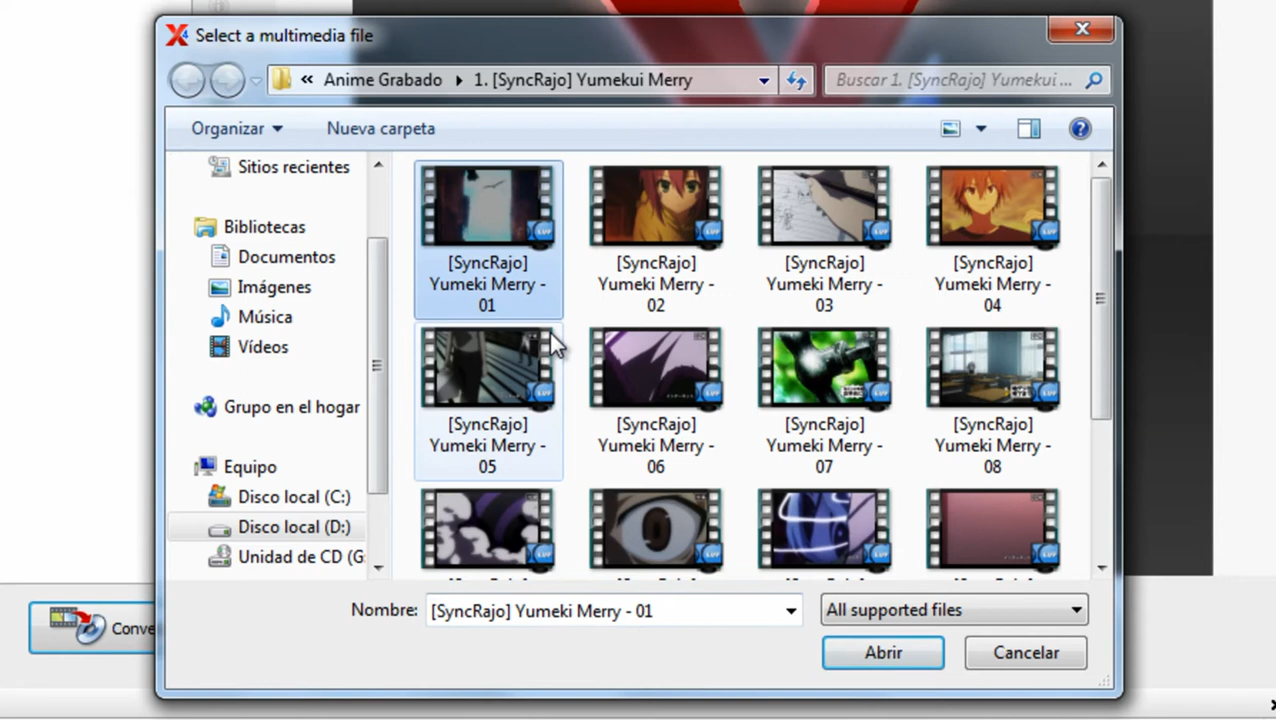 Select a multimedia file
« Anime Grabado ▸ 1. [SyncRajo] Yumekui Merry
Buscar 1. [SyncRajo] Yumekui ...
Organizar
Nueva carpeta
Sitios recientes
Bibliotecas
Documentos
Imágenes
Música
Vídeos
Grupo en el hogar
Equipo
Disco local (C:)
Disco local (D:)
Unidad de CD (G:
[SyncRajo]
Yumeki Merry -
01
[SyncRajo]
Yumeki Merry -
02
[SyncRajo]
Yumeki Merry -
03
[SyncRajo]
Yumeki Merry -
04
[SyncRajo]
Yumeki Merry -
05
[SyncRajo]
Yumeki Merry -
06
[SyncRajo]
Yumeki Merry -
07
[SyncRajo]
Yumeki Merry -
08
Nombre:
[SyncRajo] Yumeki Merry - 01
All supported files
Abrir
Cancelar
Conve